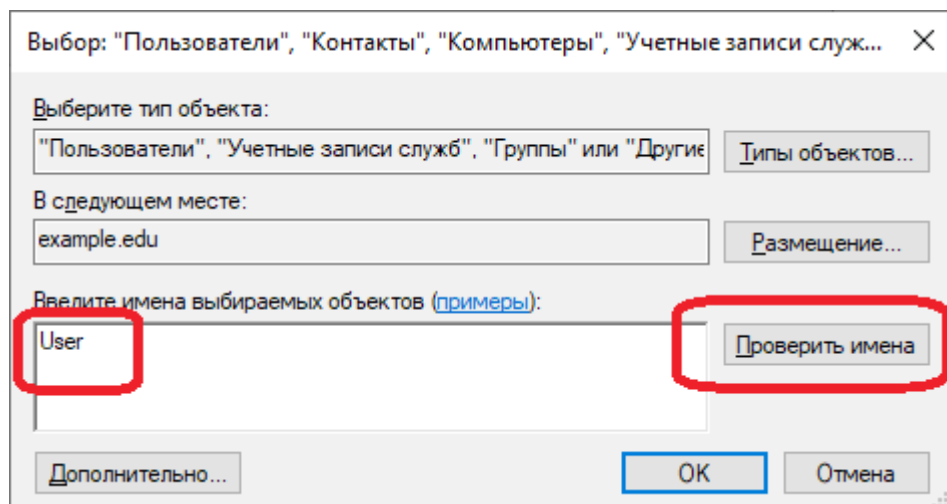 Выбор: "Пользователи", "Контакты", "Компьютеры", "Учетные записи служ...
Выберите тип объекта:
"Пользователи", "Учетные записи служб", "Группы" или "Другие
Типы объектов...
В следующем месте:
example.edu
Размещение...
Введите имена выбираемых объектов (примеры):
User
Проверить имена
Дополнительно...
OK
Отмена